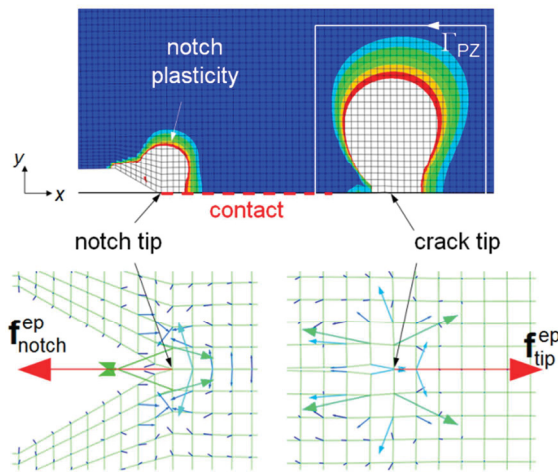 notch
plasticity
Γ_PZ
y
x
contact
notch tip
crack tip
f^ep_notch
f^ep_tip